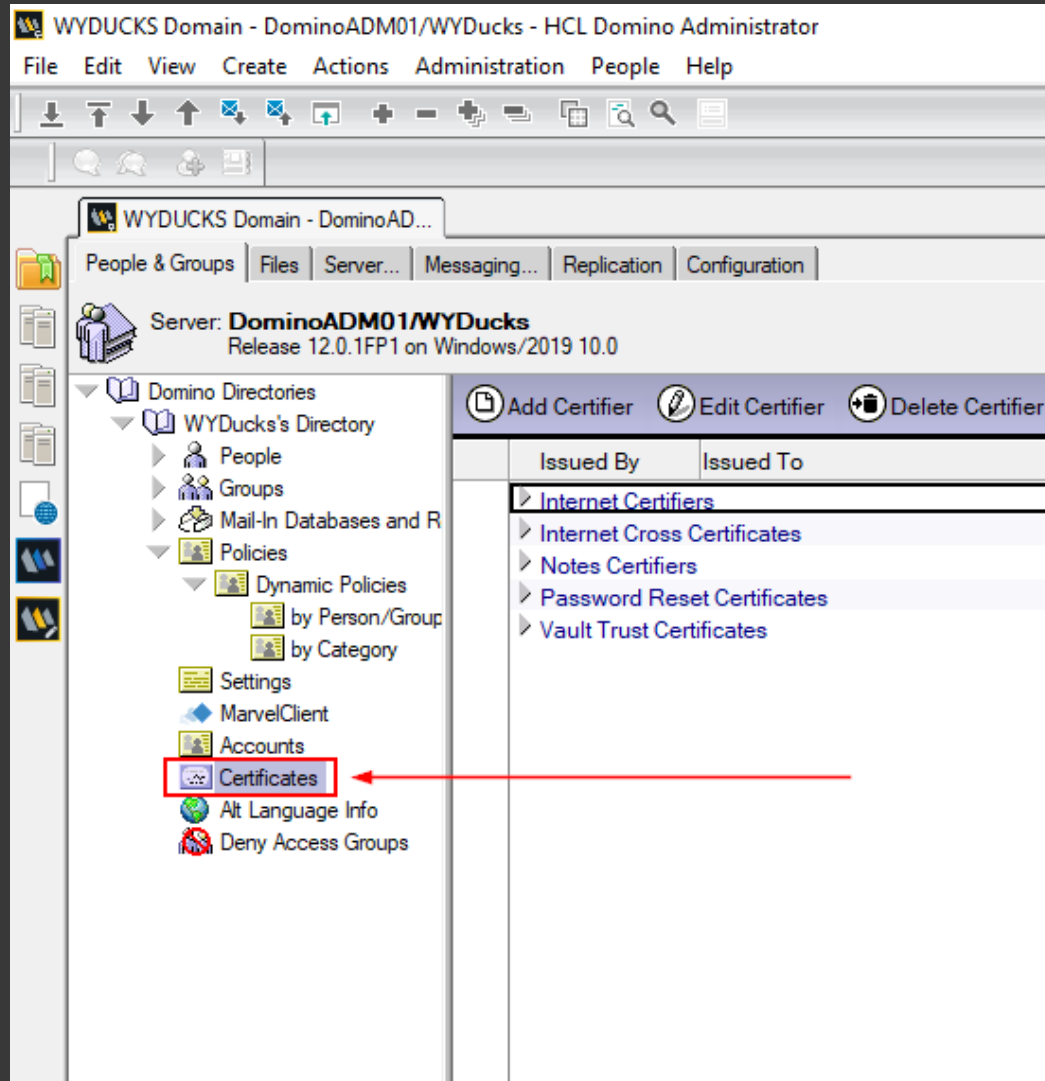 WYDUCKS Domain - DominoADM01/WYDucks - HCL Domino Administrator
File Edit View Create Actions Administration People Help
WYDUCKS Domain - DominoAD...
People & Groups Files Server... Messaging... Replication Configuration
Server: DominoADM01/WYDucks
Release 12.0.1FP1 on Windows/2019 10.0
Domino Directories
WYDucks's Directory
People
Groups
Mail-In Databases and R
Policies
Dynamic Policies
by Person/Group
by Category
Settings
MarvelClient
Accounts
Certificates
Alt Language Info
Deny Access Groups
Add Certifier Edit Certifier Delete Certifier
Issued By Issued To
Internet Certifiers
Internet Cross Certificates
Notes Certifiers
Password Reset Certificates
Vault Trust Certificates